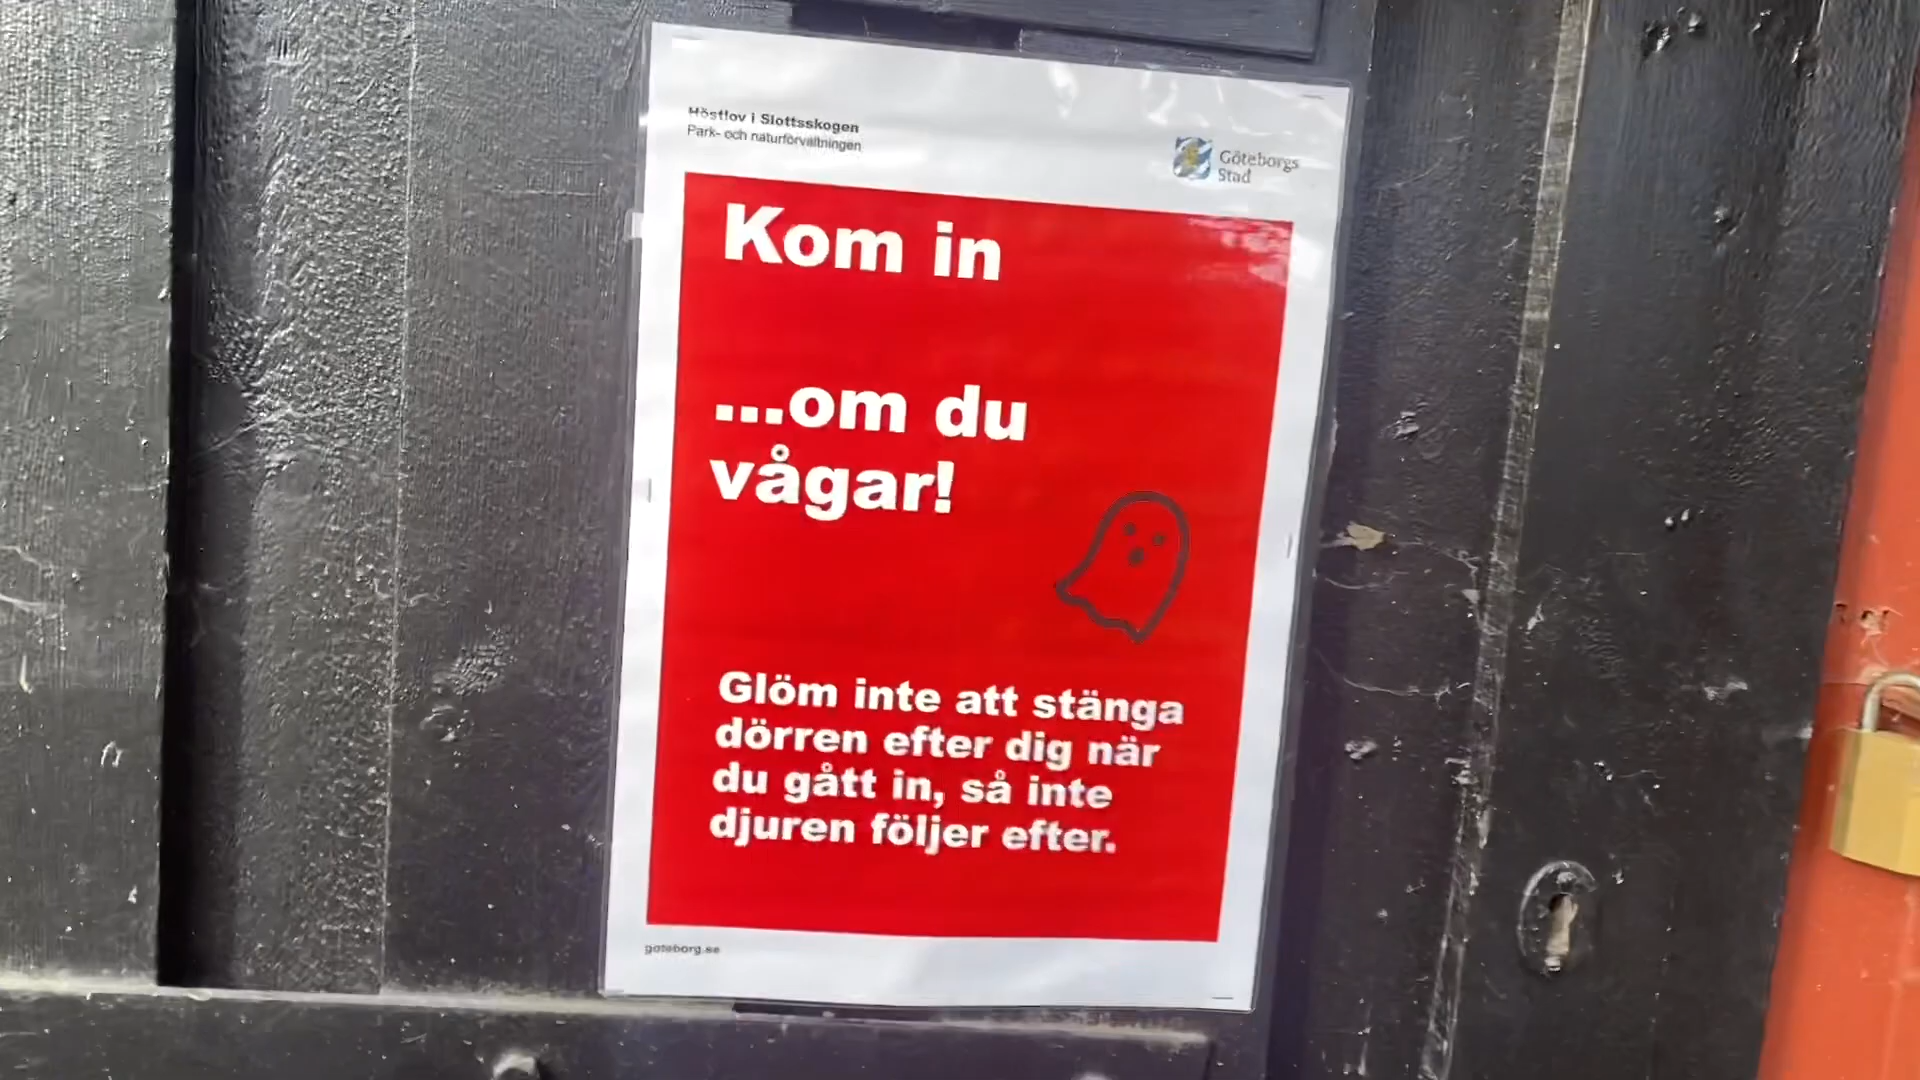 Höstlov i Slottsskogen
Park- och naturförvaltningen
Göteborgs
Stad
Kom in
...om du
vågar!
Glöm inte att stänga
dörren efter dig när
du gått in, så inte
djuren följer efter.
goteborg.se